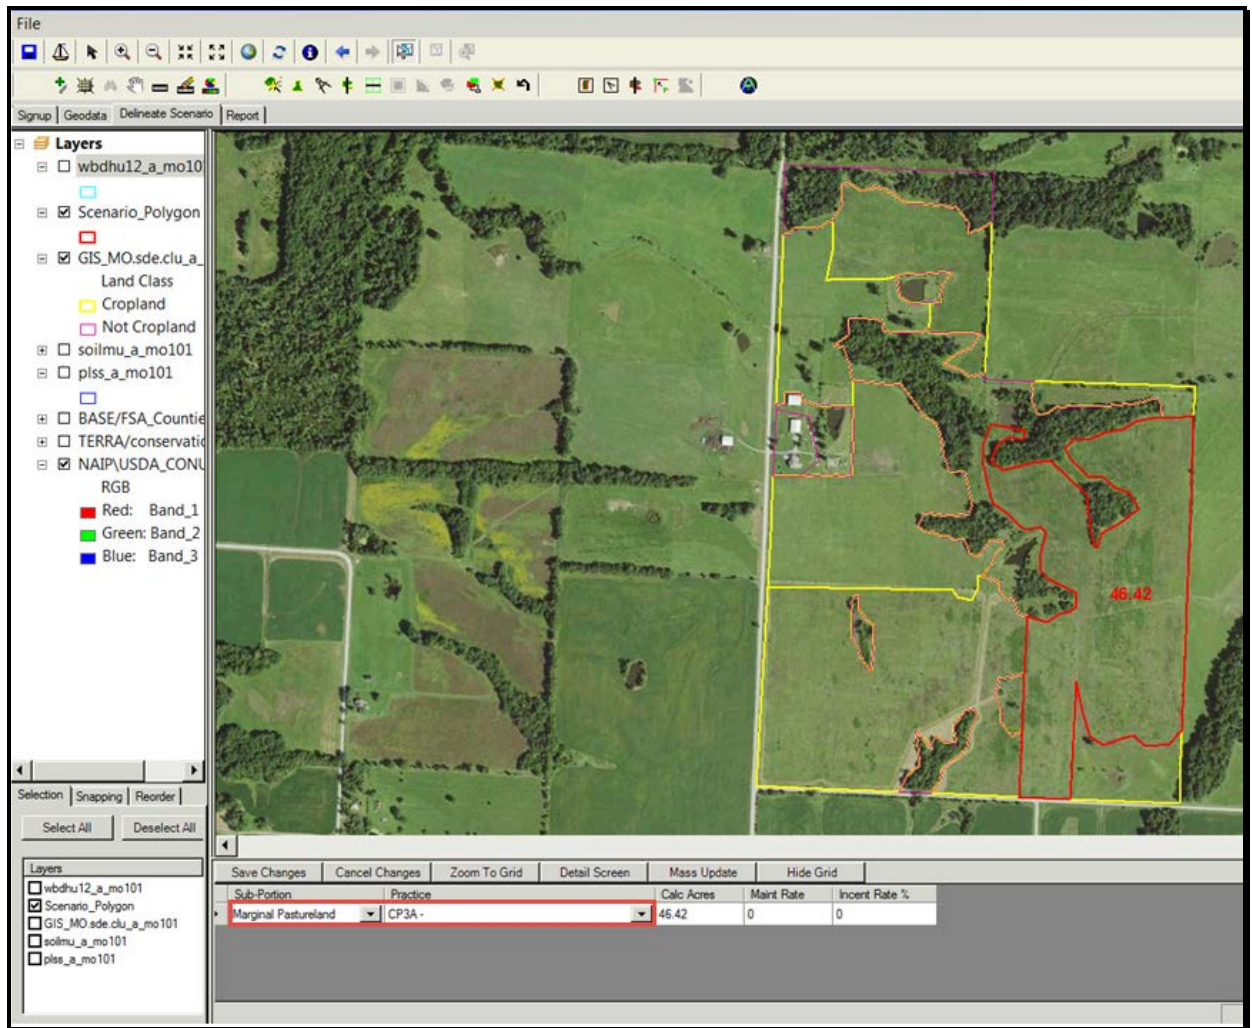 File
Signup Geodata Delineate Scenario Report
Layers
wbdhu12_a_mo10
Scenario_Polygon
GIS_MO.sde.clu_a_
Land Class
Cropland
Not Cropland
soilmu_a_mo101
plss_a_mo101
BASE/FSA_Countie
TERRA/conservatic
NAIP\USDA_CONU
RGB
Red: Band_1
Green: Band_2
Blue: Band_3
46.42
Selection Snapping Reorder
Select All Deselect All
Layers
wbdhu12_a_mo101
Scenario_Polygon
GIS_MO.sde.clu_a_mo101
soilmu_a_mo101
plss_a_mo101
Save Changes Cancel Changes Zoom To Grid Detail Screen Mass Update Hide Grid
Sub-Portion Practice Calc Acres Maint Rate Incent Rate %
Marginal Pastureland CP3A - 46.42 0 0